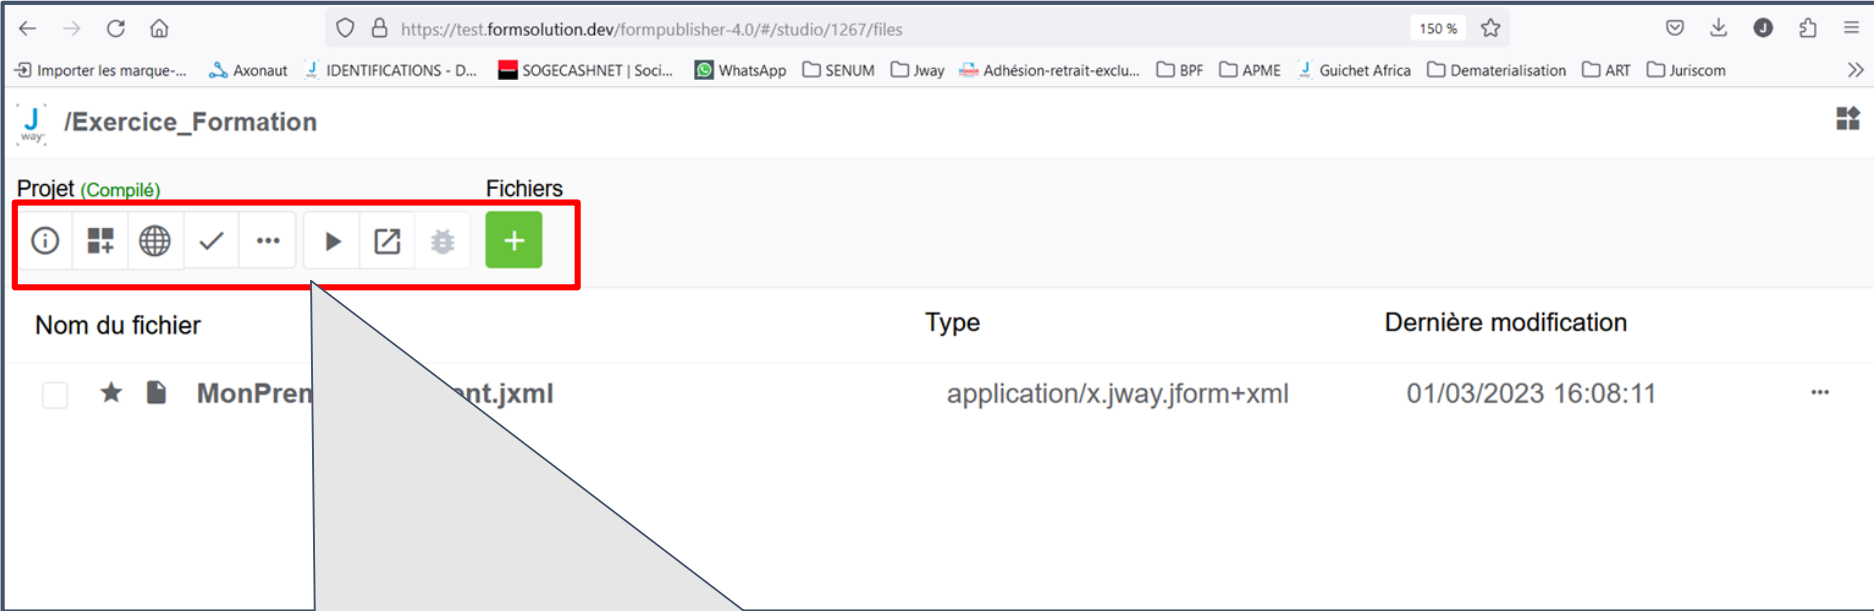 https://test.formsolution.dev/formpublisher-4.0/#/studio/1267/files 150 % J
Importer les marque-... Axonaut IDENTIFICATIONS - D... SOGECASHNET | Soci... WhatsApp SENUM Jway Adhésion-retrait-exclu... BPF APME Guichet Africa Dematerialisation ART Juriscom
J way /Exercice_Formation
Projet (Compilé) Fichiers
Nom du fichier Type Dernière modification
MonPren nt.jxml application/x.jway.jform+xml 01/03/2023 16:08:11